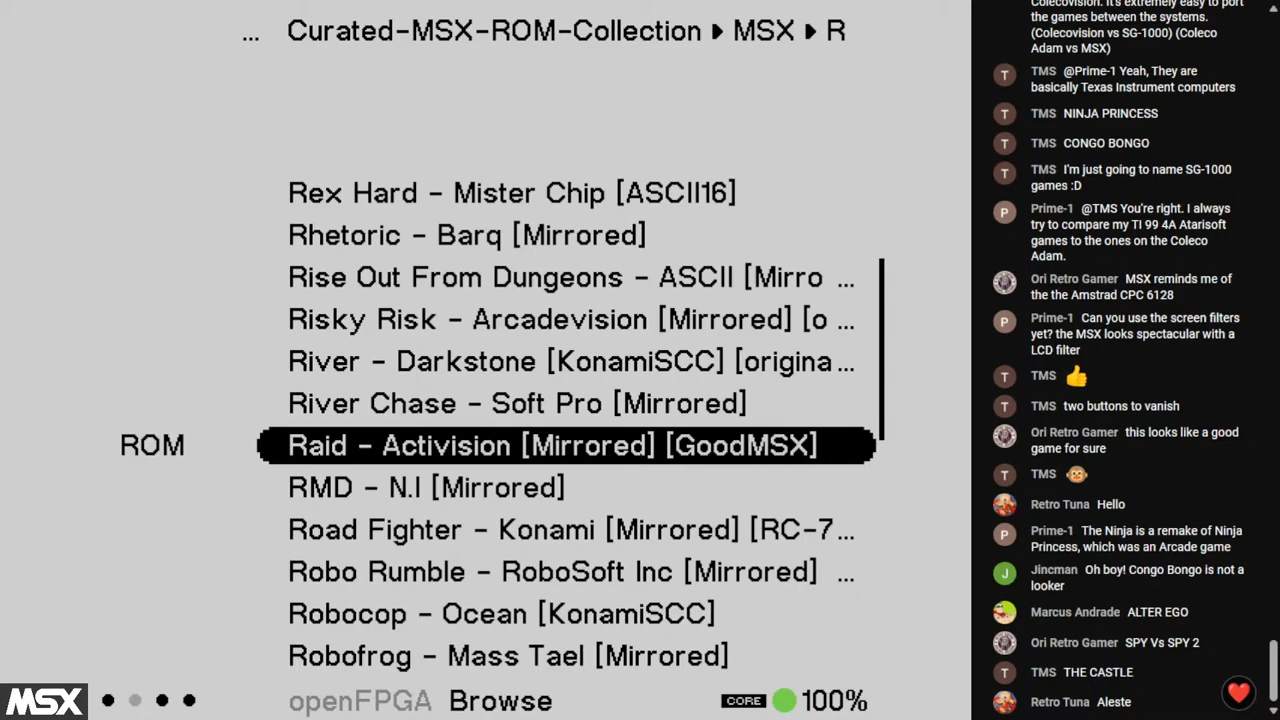 ... Curated-MSX-ROM-Collection ▸ MSX ▸ R
Rex Hard - Mister Chip [ASCII16]
Rhetoric - Barq [Mirrored]
Rise Out From Dungeons - ASCII [Mirro ...
Risky Risk - Arcadevision [Mirrored] [o ...
River - Darkstone [KonamiSCC] [origina ...
River Chase - Soft Pro [Mirrored]
ROM Raid - Activision [Mirrored] [GoodMSX]
RMD - N.I [Mirrored]
Road Fighter - Konami [Mirrored] [RC-7 ...
Robo Rumble - RoboSoft Inc [Mirrored] ...
Robocop - Ocean [KonamiSCC]
Robofrog - Mass Tael [Mirrored]
MSX openFPGA Browse CORE 100%
Colecovision. It's extremely easy to port
the games between the systems.
(Colecovision vs SG-1000) (Coleco
Adam vs MSX)
T TMS @Prime-1 Yeah, They are
basically Texas Instrument computers
T TMS NINJA PRINCESS
T TMS CONGO BONGO
T TMS I'm just going to name SG-1000
games :D
P Prime-1 @TMS You're right. I always
try to compare my TI 99 4A Atarisoft
games to the ones on the Coleco
Adam.
Ori Retro Gamer MSX reminds me of
the the Amstrad CPC 6128
P Prime-1 Can you use the screen filters
yet? the MSX looks spectacular with a
LCD filter
T TMS 👍
T TMS two buttons to vanish
Ori Retro Gamer this looks like a good
game for sure
T TMS 🐵
Retro Tuna Hello
P Prime-1 The Ninja is a remake of Ninja
Princess, which was an Arcade game
J Jincman Oh boy! Congo Bongo is not a
looker
Marcus Andrade ALTER EGO
Ori Retro Gamer SPY Vs SPY 2
T TMS THE CASTLE
Retro Tuna Aleste